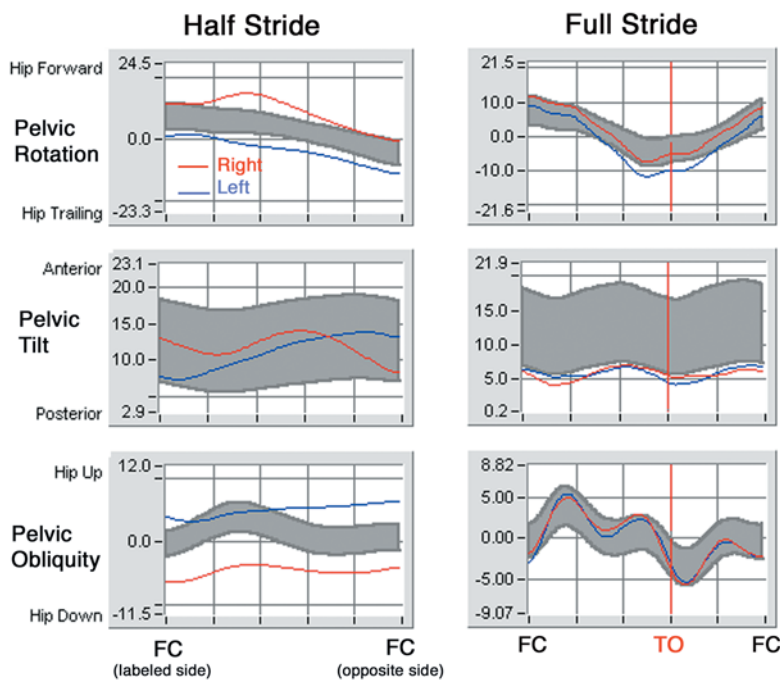 Half Stride
Full Stride
Hip Forward
Pelvic
Rotation
Hip Trailing
24.5
0.0
-23.3
Right
Left
21.5
10.0
0.0
-10.0
-21.6
Anterior
Pelvic
Tilt
Posterior
23.1
20.0
15.0
10.0
2.9
21.9
15.0
10.0
5.0
0.2
Hip Up
Pelvic
Obliquity
Hip Down
12.0
0.0
-11.5
8.82
5.00
0.00
-5.00
-9.07
FC
(labeled side)
FC
(opposite side)
FC
TO
FC